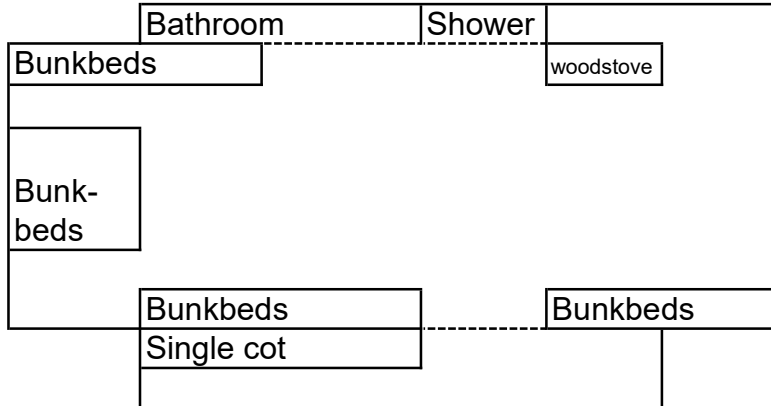 Bathroom
Shower
Bunkbeds
woodstove
Bunk-
beds
Bunkbeds
Bunkbeds
Single cot